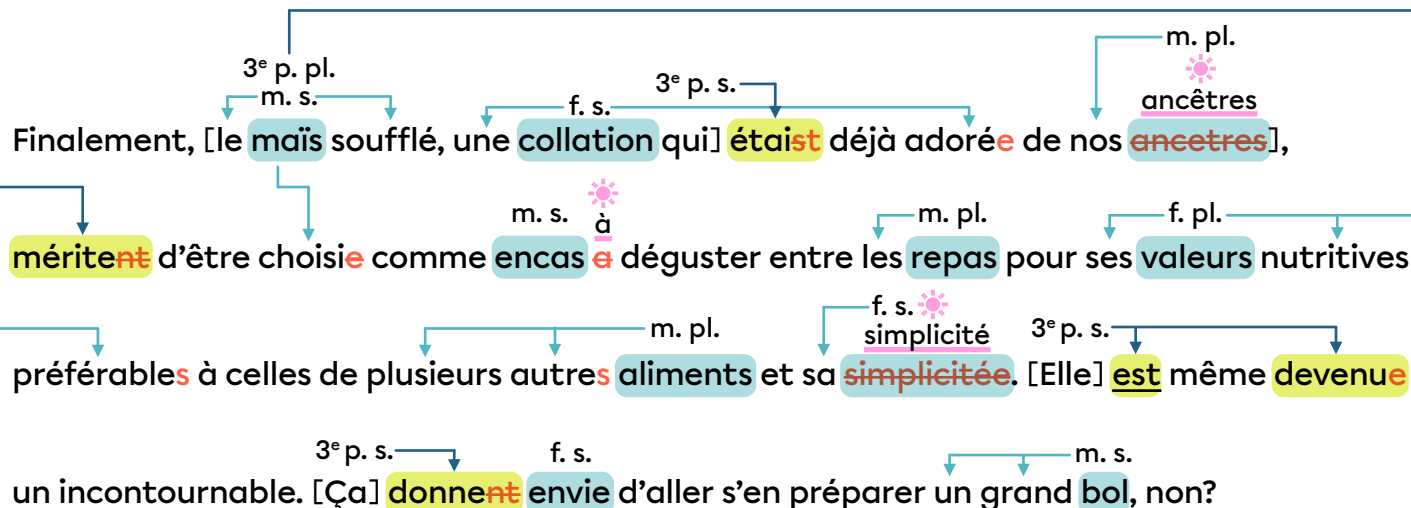 m. pl.
3e p. pl.
m. s.
f. s.
3e p. s.
ancêtres
Finalement, [le maïs soufflé, une collation qui] étaist déjà adorée de nos ancetres],
m. s.
à
m. pl.
f. pl.
méritent d'être choisie comme encas a déguster entre les repas pour ses valeurs nutritives
m. pl.
f. s.
simplicité
3e p. s.
préférables à celles de plusieurs autres aliments et sa simplicitée. [Elle] est même devenue
3e p. s.
f. s.
m. s.
un incontournable. [Ça] donnent envie d'aller s'en préparer un grand bol, non?